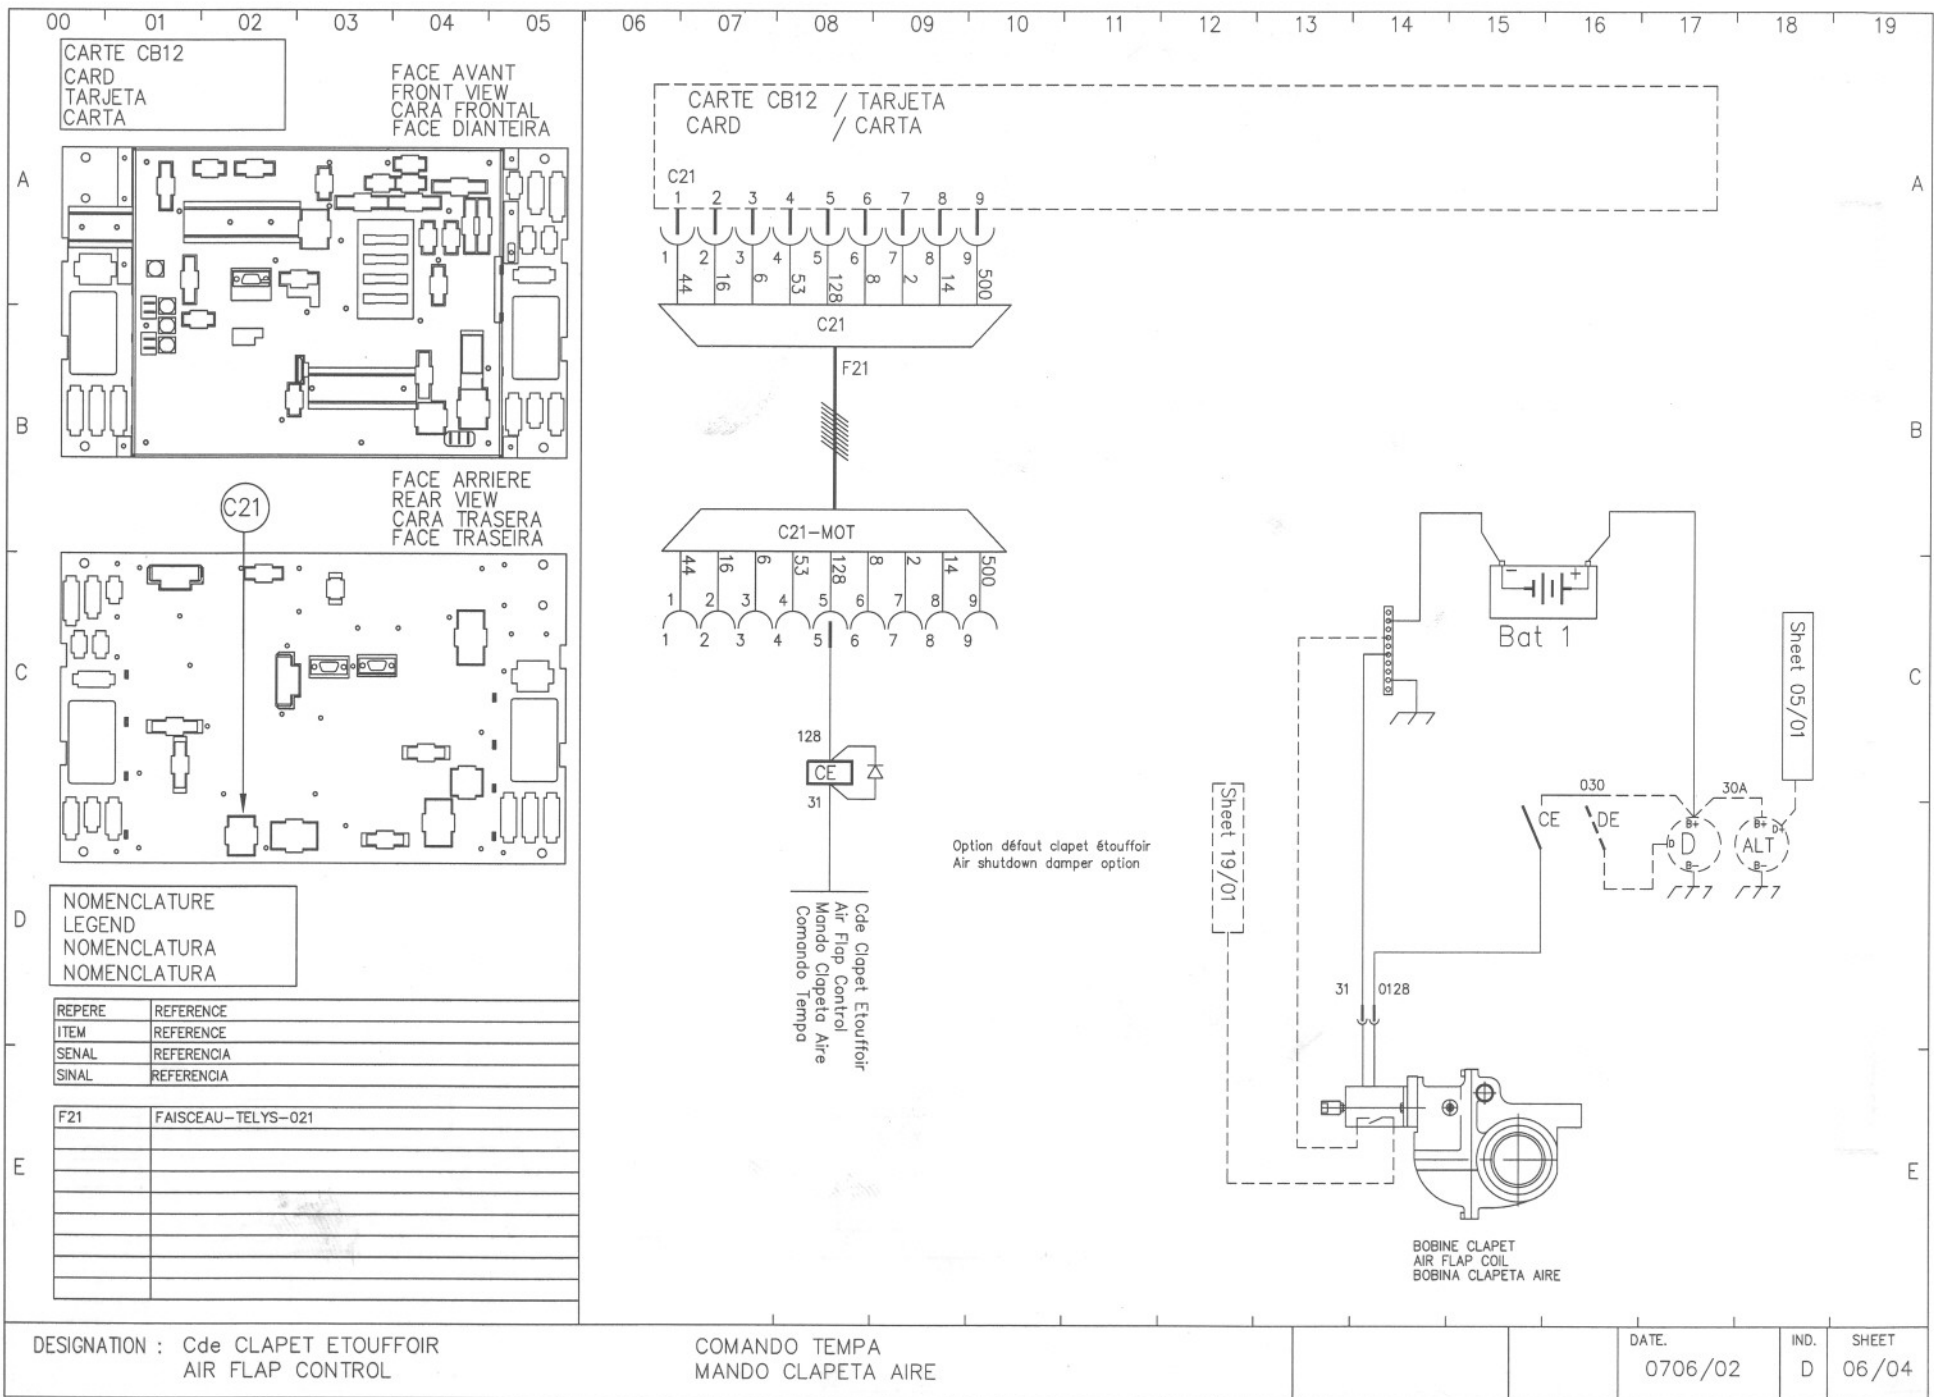 00 01 02 03 04 05 06 07 08 09 10 11 12 13 14 15 16 17 18 19
CARTE CB12
CARD
TARJETA
CARTA
FACE AVANT
FRONT VIEW
CARA FRONTAL
FACE DIANTEIRA
A
B
C
D
E
C21
FACE ARRIERE
REAR VIEW
CARA TRASERA
FACE TRASEIRA
NOMENCLATURE
LEGEND
NOMENCLATURA
NOMENCLATURA
REPERE REFERENCE
ITEM REFERENCE
SENAL REFERENCIA
SINAL REFERENCIA
F21 FAISCEAU-TELYS-021
CARTE CB12 / TARJETA
CARD / CARTA
C21
1 2 3 4 5 6 7 8 9
1 2 3 4 5 6 7 8 9
44 16 6 53 128 8 2 14 500
C21
F21
C21-MOT
44 16 6 53 128 8 2 14 500
1 2 3 4 5 6 7 8 9
1 2 3 4 5 6 7 8 9
128
CE
31
Cde Clapet Etouffoir
Air Flap Control
Mando Clapeta Aire
Comando Tempa
Option défaut clapet étouffoir
Air shutdown damper option
Sheet 19/01
- +
Bat 1
Sheet 05/01
030
30A
CE
DE
B+
D
D
B-
B+
D+
ALT
B-
31 0128
BOBINE CLAPET
AIR FLAP COIL
BOBINA CLAPETA AIRE
A
B
C
D
E
DESIGNATION : Cde CLAPET ETOUFFOIR
AIR FLAP CONTROL
COMANDO TEMPA
MANDO CLAPETA AIRE
DATE.
0706/02
IND.
D
SHEET
06/04